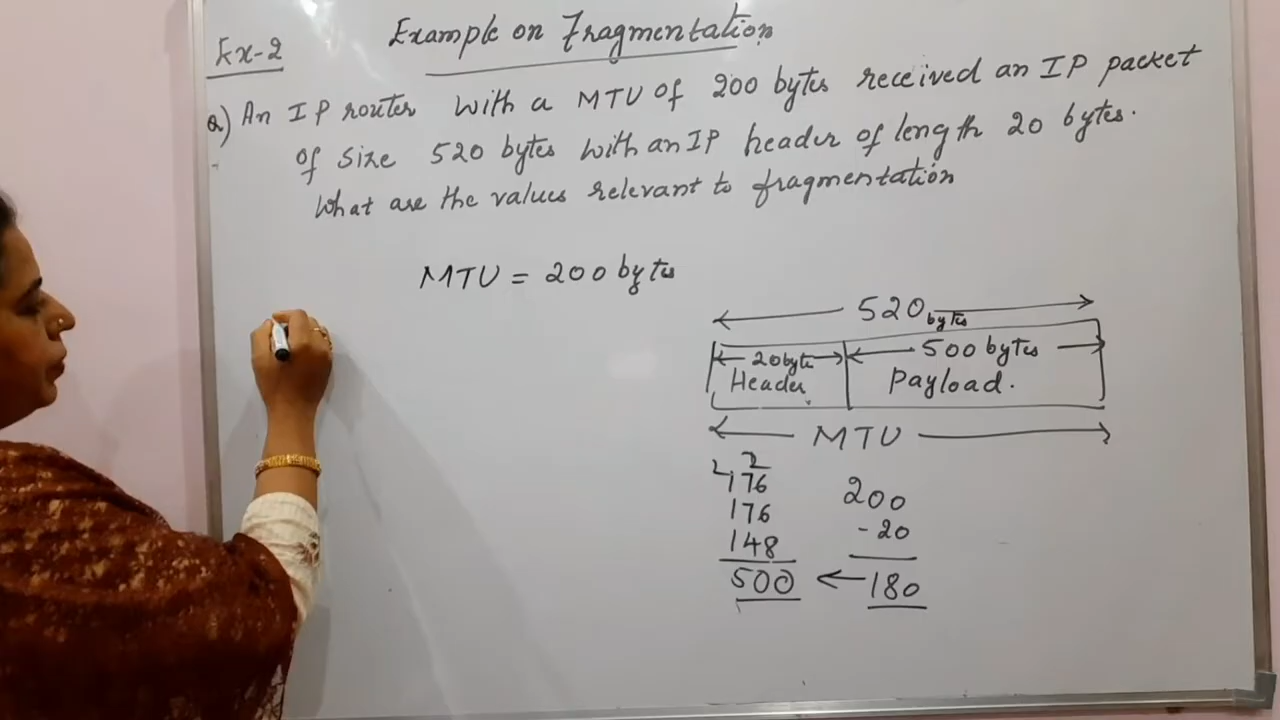 Example on Fragmentation
Ex-2
Q) An IP router with a MTU of 200 bytes received an IP packet
of size 520 bytes with an IP header of length 20 bytes.
What are the values relevant to fragmentation
MTU = 200 bytes
520 bytes
20byte 500 bytes
Header Payload.
MTU
2 2
176
176
148
500
200
-20
180